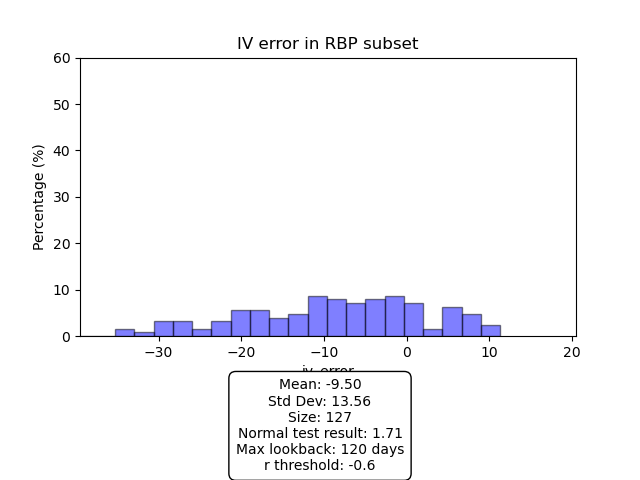 IV error in RBP subset
60
50
40
30
20
10
0
Percentage (%)
−30
−20
−10
0
10
20
iv_error
Mean: -9.50
Std Dev: 13.56
Size: 127
Normal test result: 1.71
Max lookback: 120 days
r threshold: -0.6